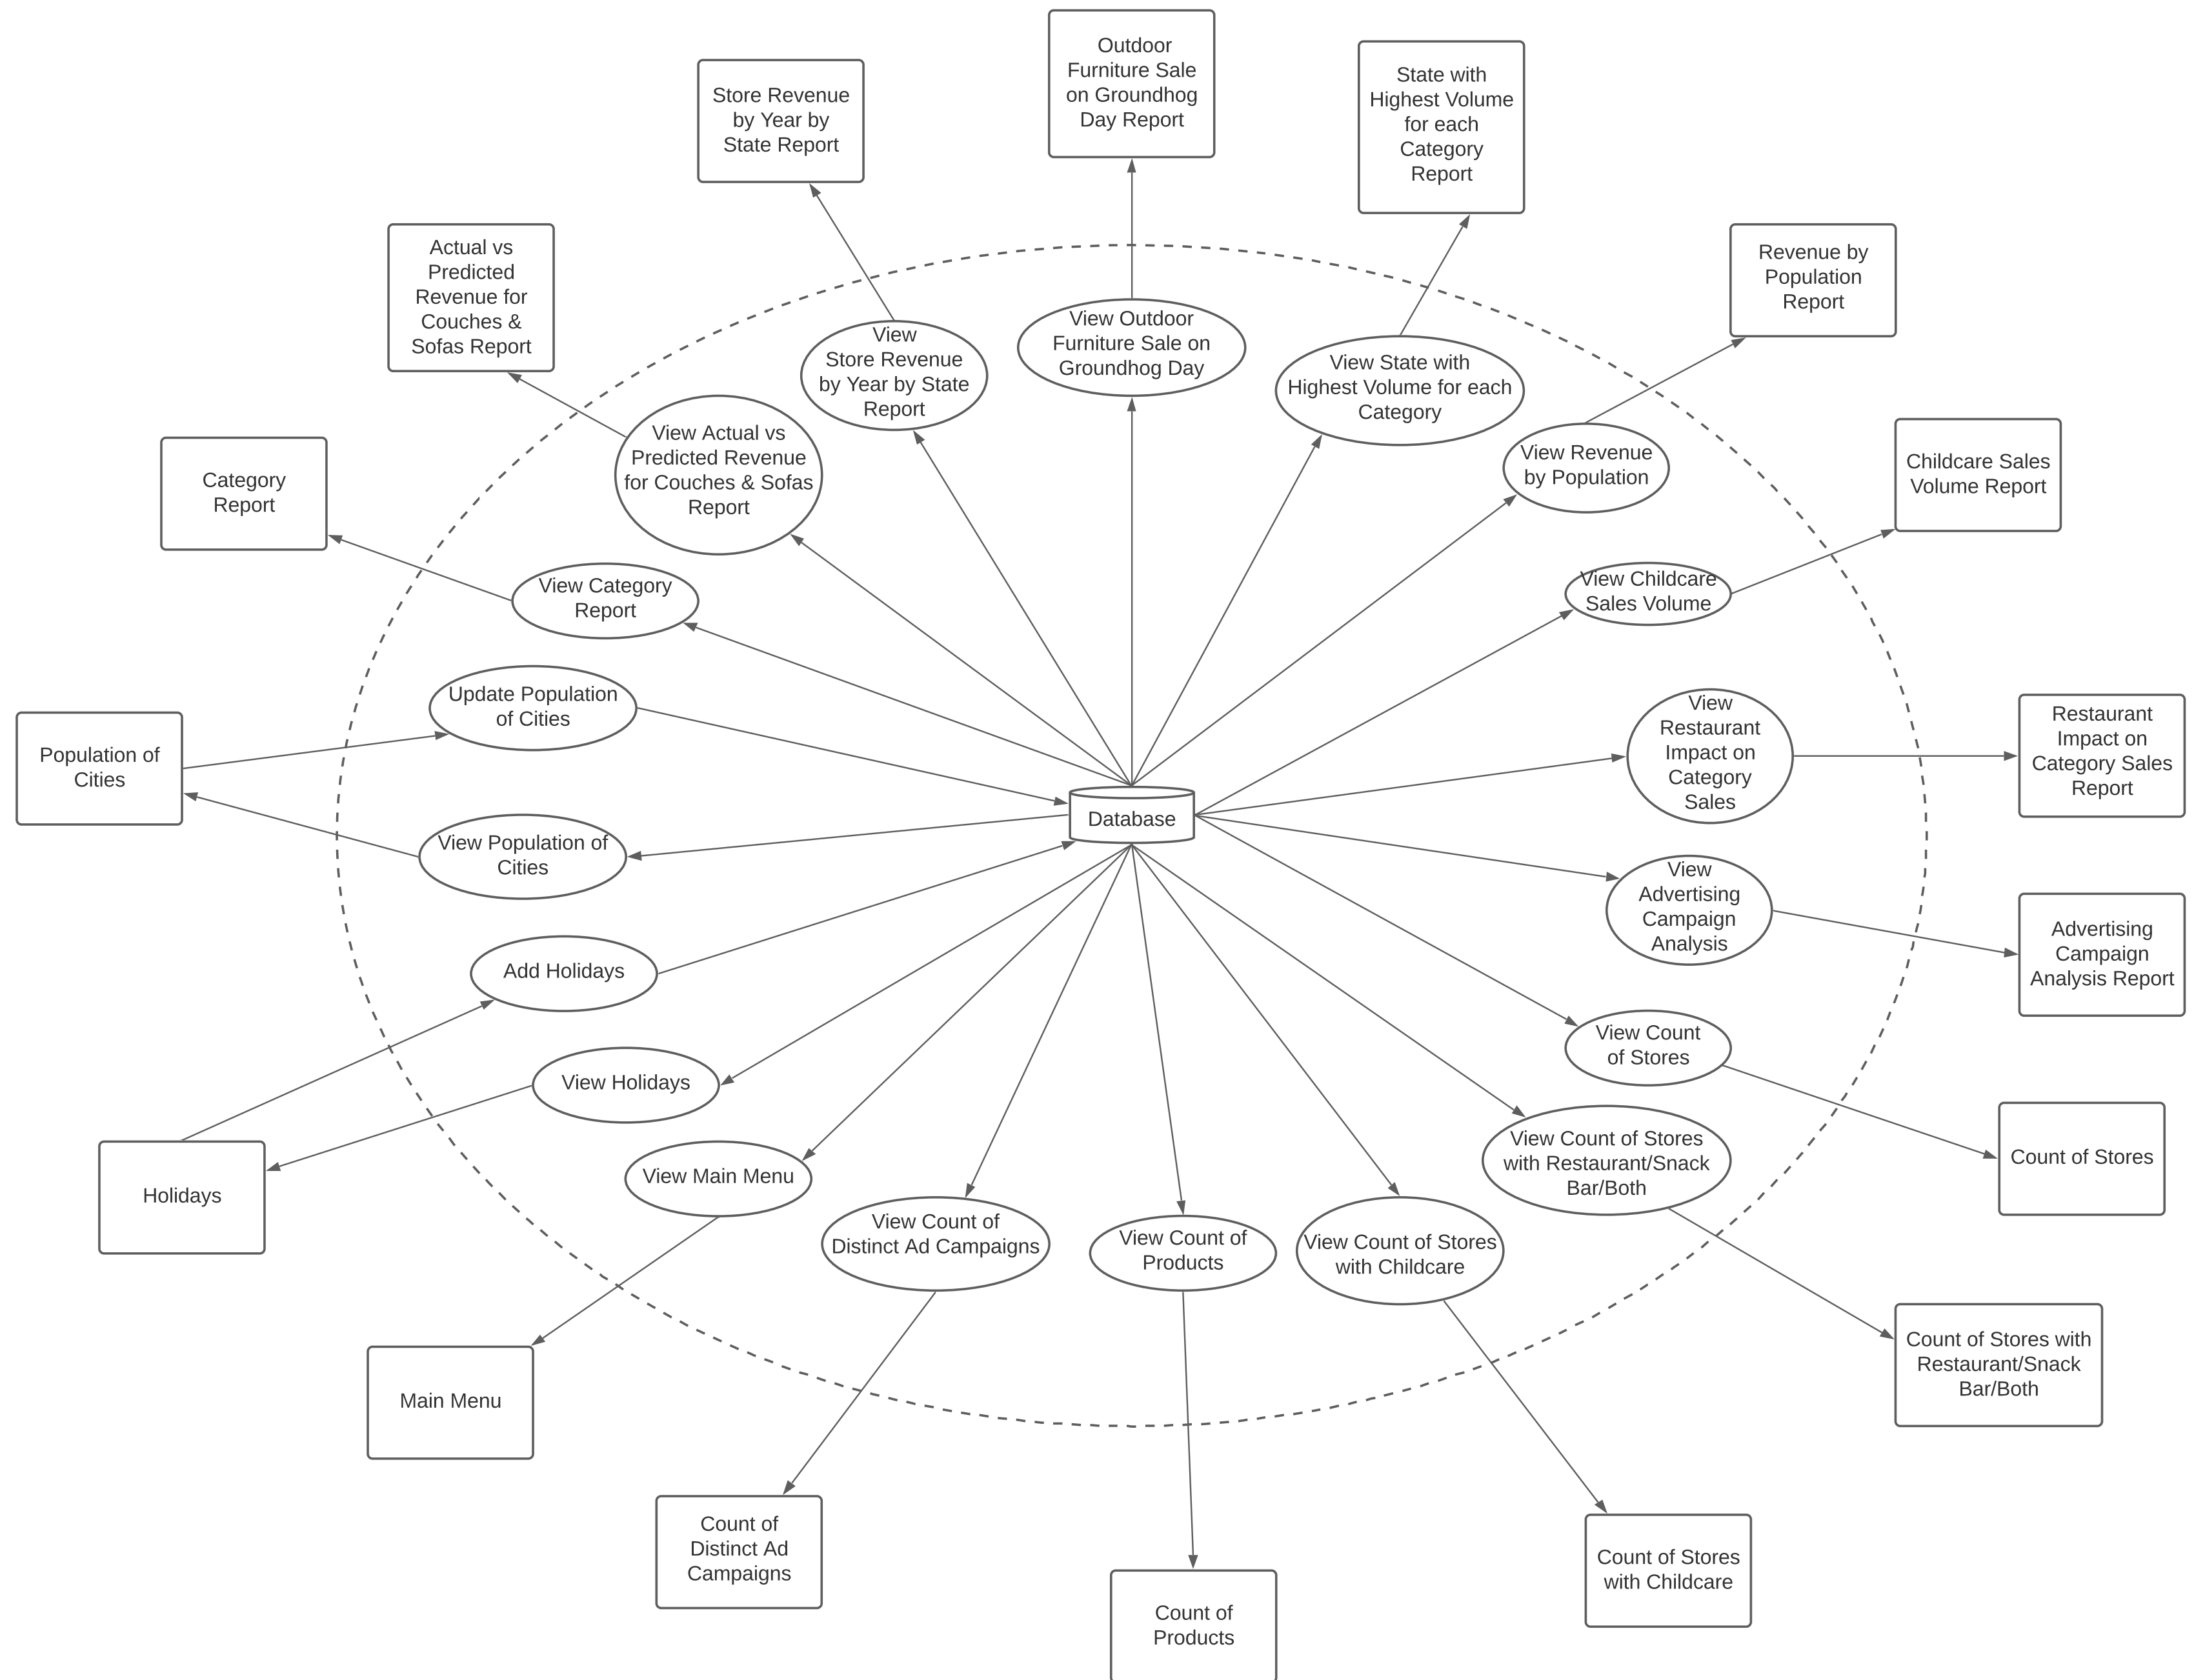 Outdoor
Furniture Sale
on Groundhog
Day Report
State with
Highest Volume
for each
Category
Report
Store Revenue
by Year by
State Report
Actual vs
Predicted
Revenue for
Couches &
Sofas Report
Revenue by
Population
Report
View Outdoor
Furniture Sale on
Groundhog Day
View
Store Revenue
by Year by State
Report
View State with
Highest Volume for each
Category
View Actual vs
Predicted Revenue
for Couches & Sofas
Report
View Revenue
by Population
Childcare Sales
Volume Report
Category
Report
View Category
Report
View Childcare
Sales Volume
Update Population
of Cities
View
Restaurant
Impact on
Category
Sales
Restaurant
Impact on
Category Sales
Report
Population of
Cities
Database
View Population of
Cities
View
Advertising
Campaign
Analysis
Advertising
Campaign
Analysis Report
Add Holidays
View Count
of Stores
View Holidays
View Count of Stores
with Restaurant/Snack
Bar/Both
Count of Stores
Holidays
View Main Menu
View Count of
Distinct Ad Campaigns
View Count of
Products
View Count of Stores
with Childcare
Count of Stores with
Restaurant/Snack
Bar/Both
Main Menu
Count of
Distinct Ad
Campaigns
Count of Stores
with Childcare
Count of
Products